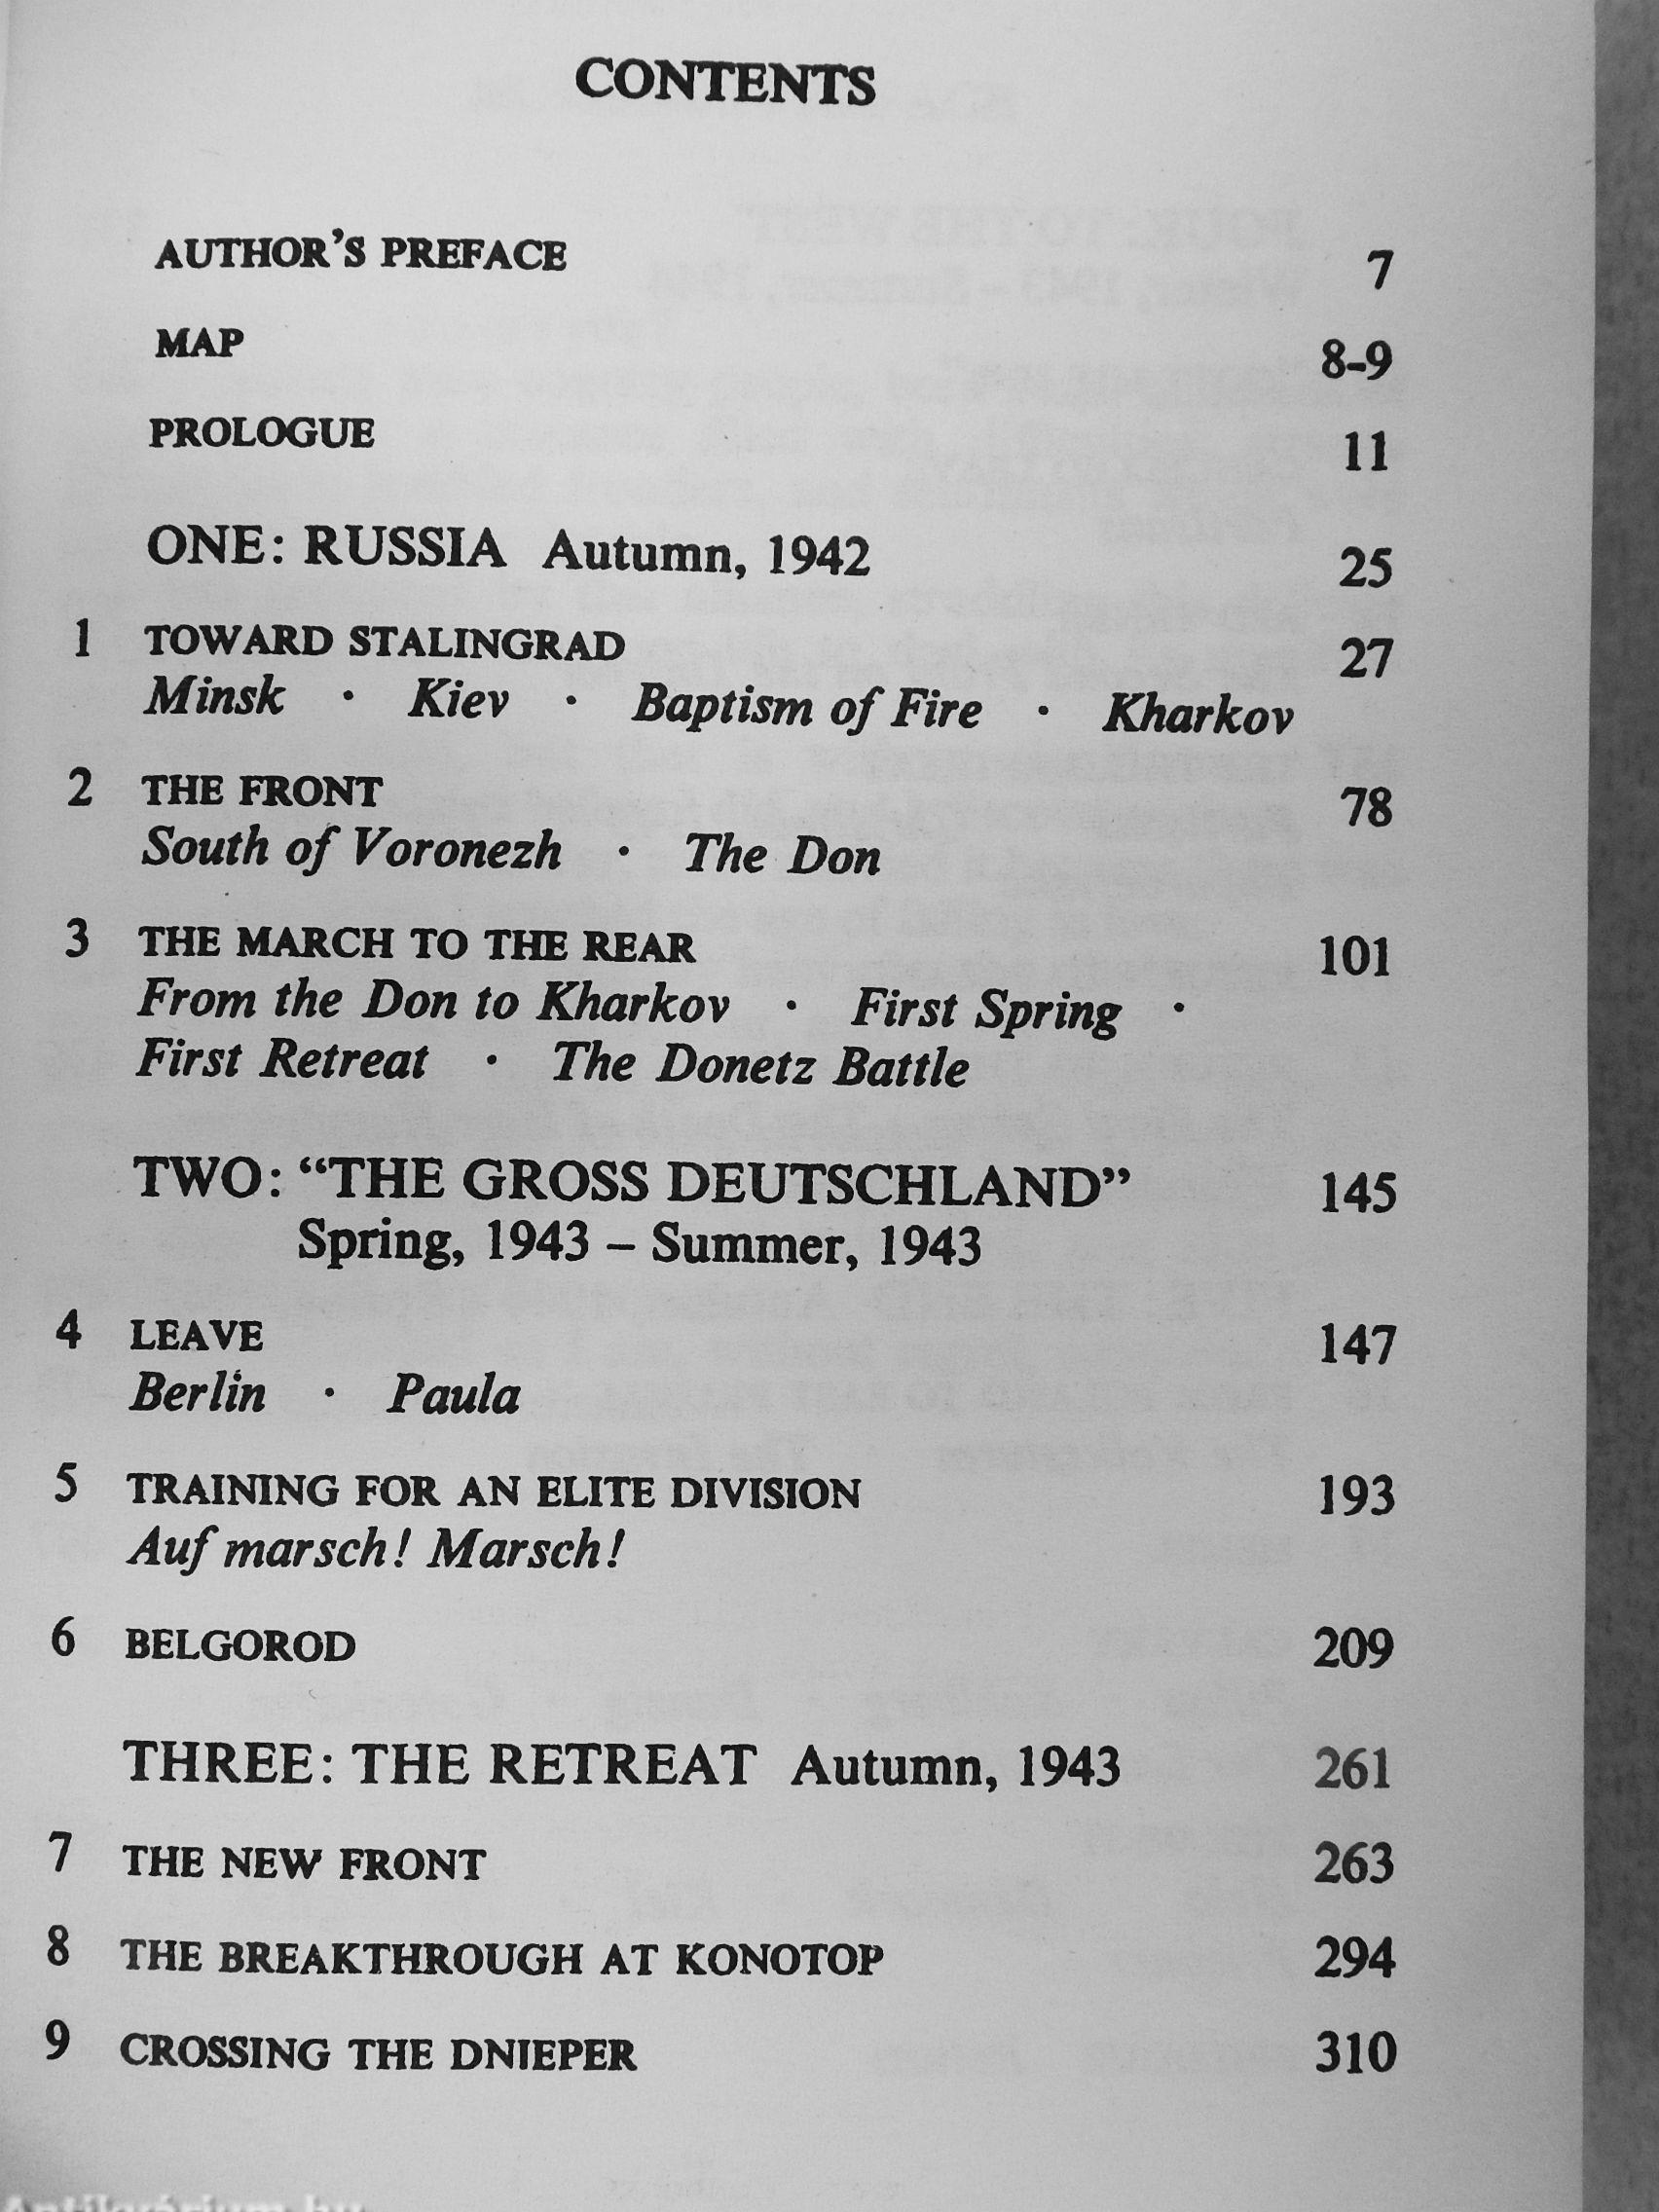 CONTENTS
AUTHOR'S PREFACE 7
MAP 8-9
PROLOGUE 11
ONE: RUSSIA Autumn, 1942 25
1 TOWARD STALINGRAD 27
Minsk · Kiev · Baptism of Fire · Kharkov
2 THE FRONT 78
South of Voronezh · The Don
3 THE MARCH TO THE REAR 101
From the Don to Kharkov · First Spring ·
First Retreat · The Donetz Battle
TWO: “THE GROSS DEUTSCHLAND” 145
Spring, 1943 – Summer, 1943
4 LEAVE 147
Berlin · Paula
5 TRAINING FOR AN ELITE DIVISION 193
Auf marsch! Marsch!
6 BELGOROD 209
THREE: THE RETREAT Autumn, 1943 261
7 THE NEW FRONT 263
8 THE BREAKTHROUGH AT KONOTOP 294
9 CROSSING THE DNIEPER 310